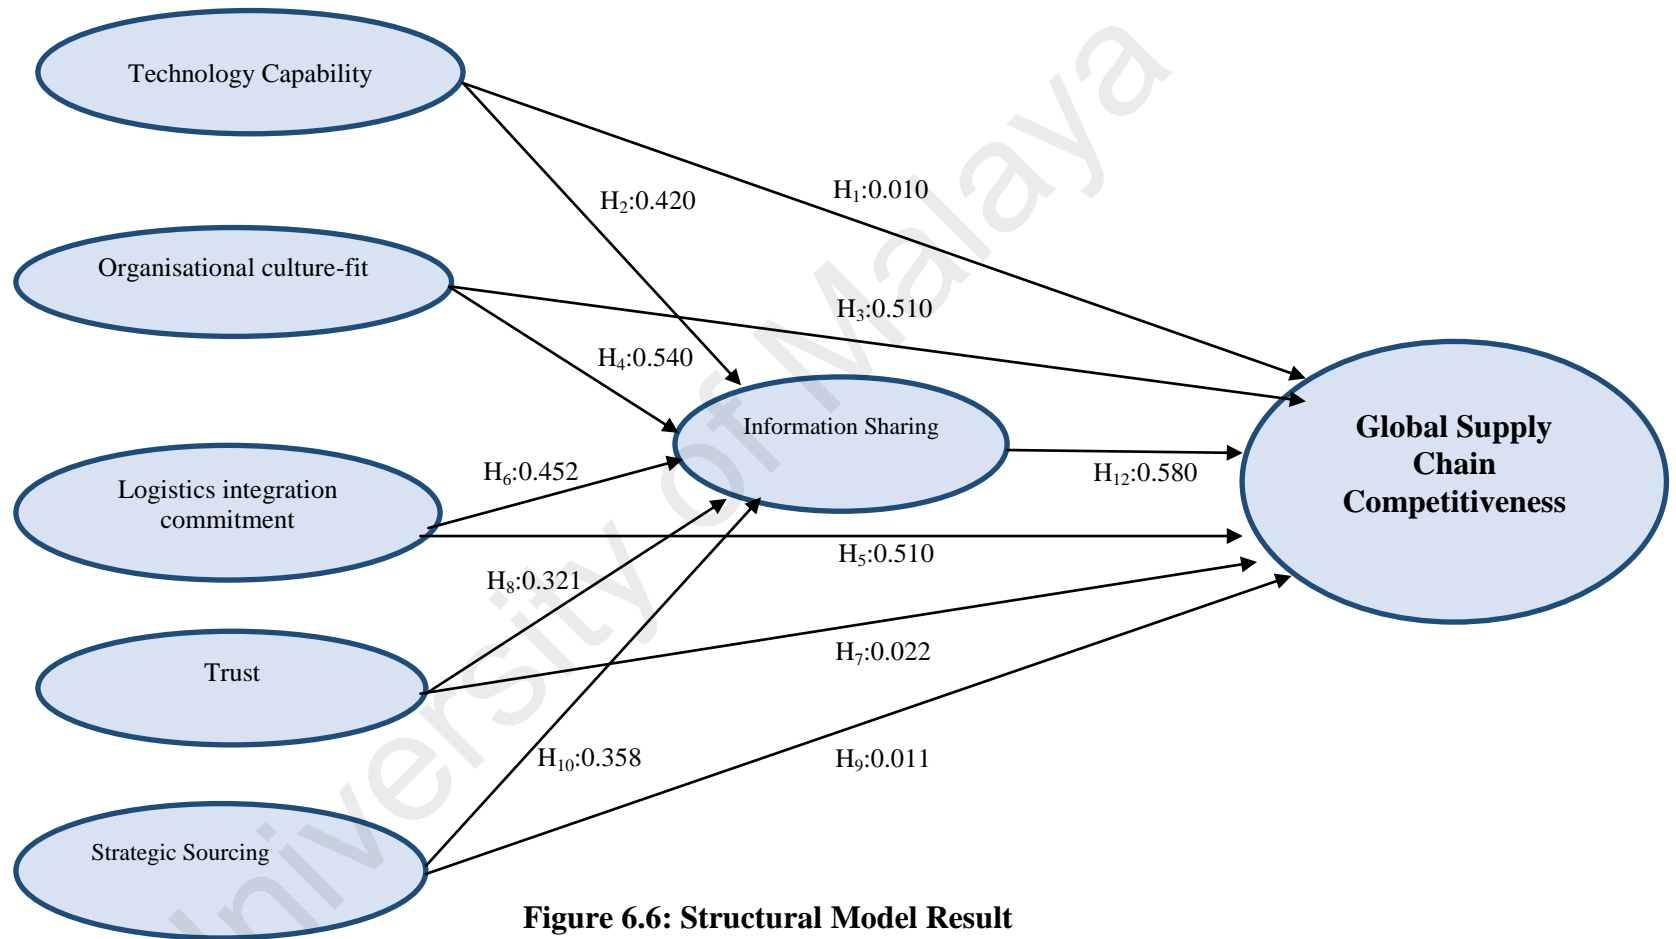 Technology Capability
H₁:0.010
H₂:0.420
Organisational culture-fit
H₃:0.510
H₄:0.540
Information Sharing
Global Supply
Chain
Competitiveness
H₆:0.452
H₁₂:0.580
Logistics integration
commitment
H₅:0.510
H₈:0.321
Trust
H₇:0.022
H₁₀:0.358
H₉:0.011
Strategic Sourcing
Figure 6.6: Structural Model Result
University of Malaya